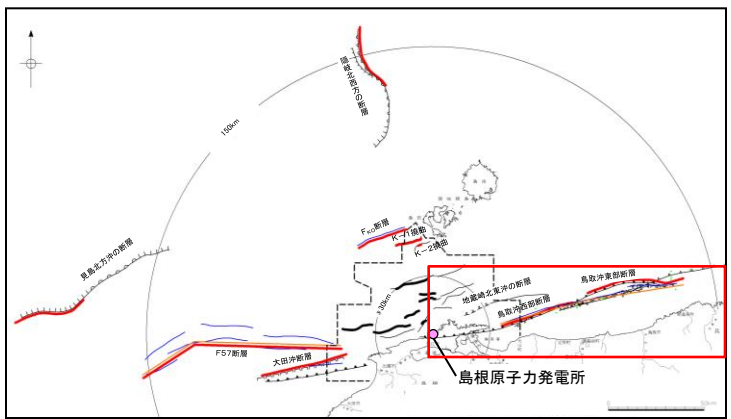 隠岐北西方の断層
150km
FKO断層
K-1撓曲
K-2撓曲
見島北方沖の断層
鳥取沖東部断層
地蔵崎北東沖の断層
30km
鳥取沖西部断層
F57断層
大田沖断層
島根原子力発電所